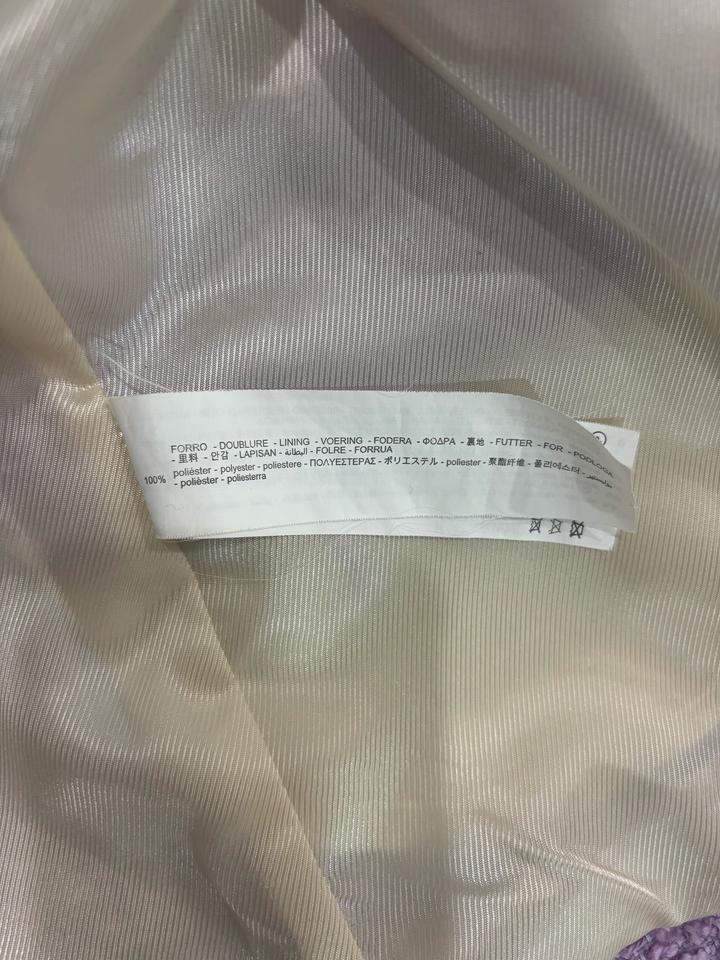 FORRO - DOUBLURE - LINING - VOERING - FODERA - ΦΟΔΡΑ - 裏地 - FUTTER - FOR - PODLOGA
- 里料 - 안감 - LAPISAN - البطانة - FOLRE - FORRUA
100% poliéster - polyester - poliestere - ΠΟΛΥΕΣΤΕΡΑΣ - ポリエステル - poliester - 聚酯纤维 - 폴리에스터 -
- polièster - poliesterra